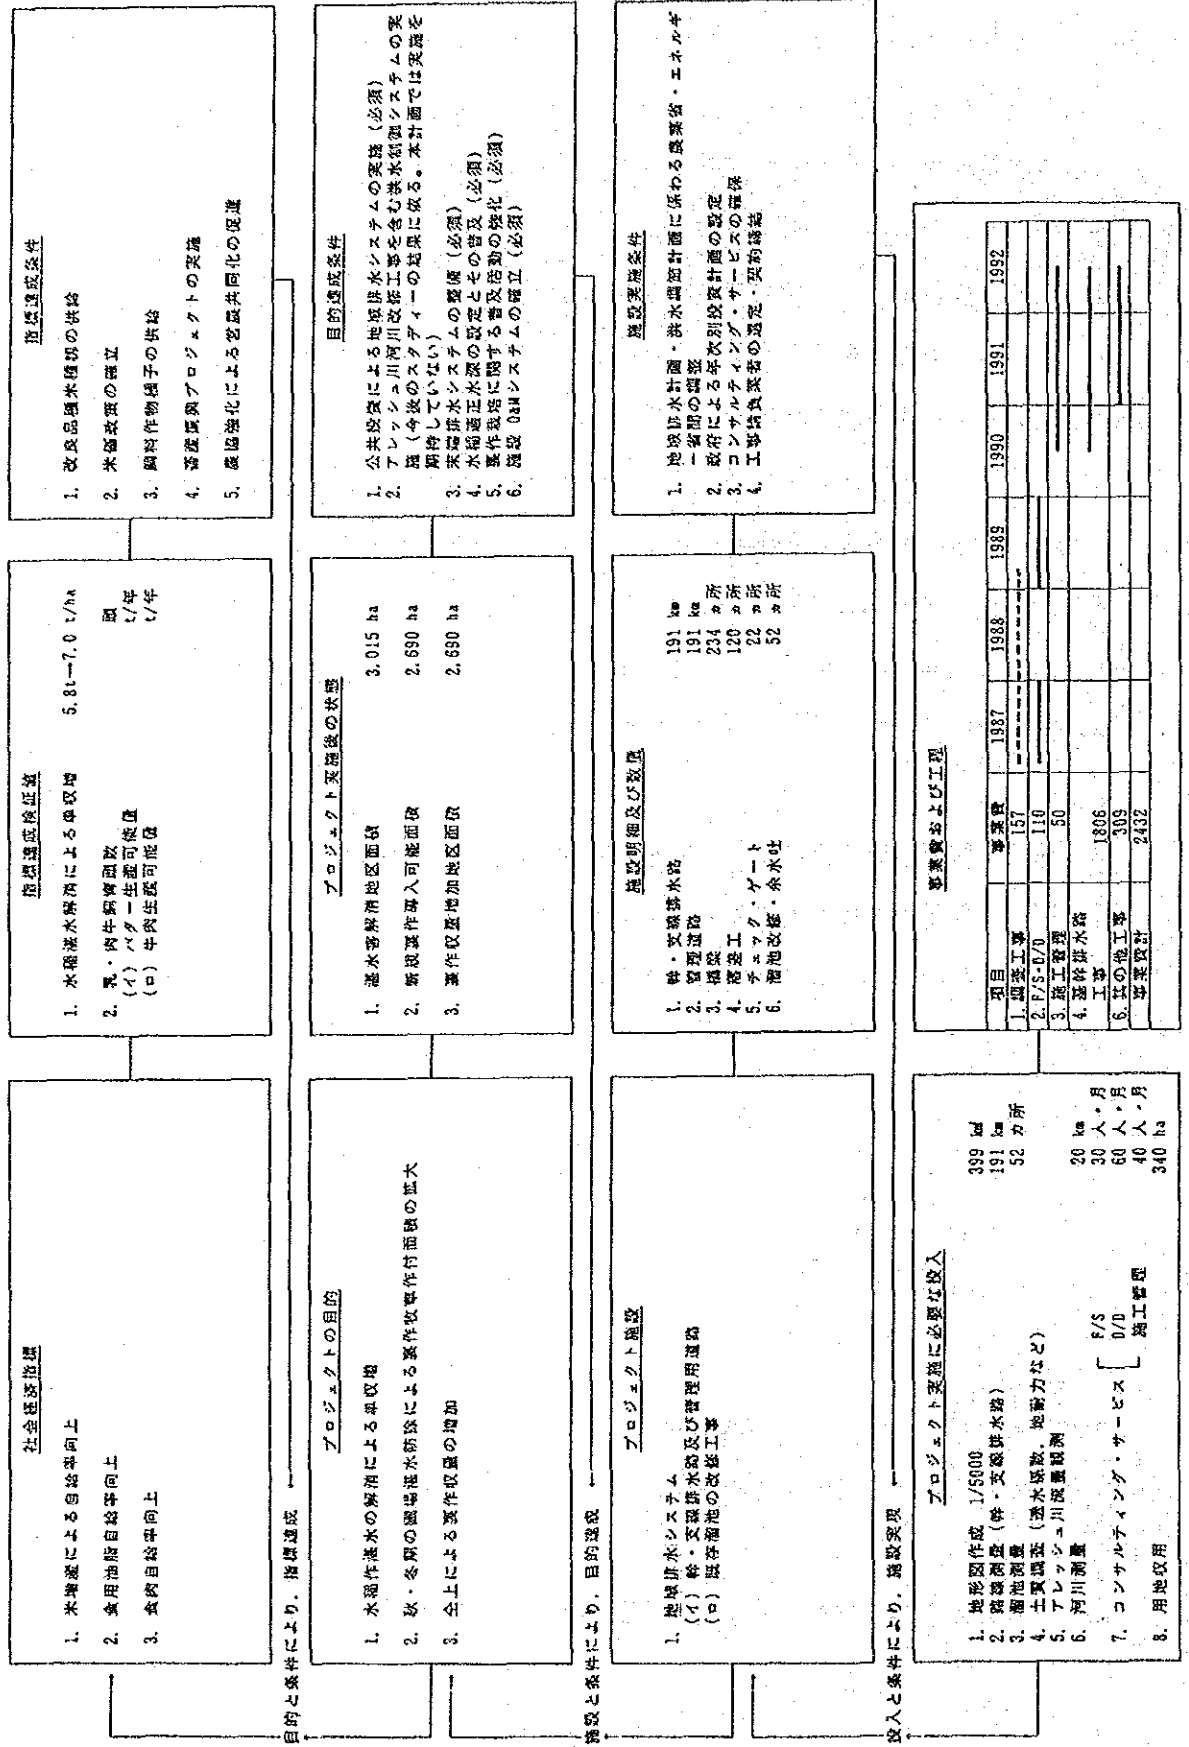 社会経済指標
1. 米増産による自給率向上
2. 食用油脂自給率向上
3. 食肉自給率向上
指標達成検証値
1. 水稲湛水解消による単収増 5.8t→7.0 t/ha
2. 乳・肉牛飼育頭数 頭
(イ) バター生産可能量 t/年
(ロ) 牛肉生産可能量 t/年
指標達成条件
1. 改良品種米種籾の供給
2. 米価政策の確立
3. 飼料作物種子の供給
4. 畜産振興プロジェクトの実施
5. 農協強化による営農共同化の促進
目的と条件により、指標達成
プロジェクトの目的
1. 水稲作湛水の解消による単収増
2. 秋・冬期の圃場湛水防除による裏作牧草作付面積の拡大
3. 仝上による裏作収量の増加
プロジェクト実施後の状態
1. 湛水害解消地区面積 3,015 ha
2. 新規裏作導入可能面積 2,690 ha
3. 裏作収量増加地区面積 2,690 ha
目的達成条件
1. 公共投資による地域排水システムの実施 (必須)
2. アレッシュ川河川改修工事を含む洪水制御システムの実
施 (今後のスタディーの結果に依る。本計画では実施を
期待していない)
3. 末端排水システムの整備 (必須)
4. 水稲適正水深の設定とその普及 (必須)
5. 裏作栽培に関する普及活動の強化 (必須)
6. 施設 O&M システムの確立 (必須)
施設と条件により、目的達成
プロジェクト施設
1. 地域排水システム
(イ) 幹・支線排水路及び管理用道路
(ロ) 既存溜池の改修工事
施設明細及び数値
1. 幹・支線排水路 191 km
2. 管理道路 191 km
3. 橋梁 234 ヵ所
4. 落差工 120 ヵ所
5. チェック・ゲート 22 ヵ所
6. 溜池改修・余水吐 52 ヵ所
施設実施条件
1. 地域排水計画・洪水調節計画に係わる農業省・エネルギ
ー省間の調整
2. 政府による年次別投資計画の設定
3. コンサルティング・サービスの確保
4. 工事請負業者の選定・契約締結
投入と条件により、施設実現
プロジェクト実施に必要な投入
1. 地形図作成 1/5000 399 km²
2. 路線測量 (幹・支線排水路) 191 km
3. 溜池測量 52 ヵ所
4. 土質調査 (透水係数、地耐力など)
5. アレッシュ川流量観測
6. 河川測量 20 km
7. コンサルティング・サービス F/S 30 人・月
D/D 60 人・月
施工管理 40 人・月
8. 用地収用 340 ha
事業費および工程
項目 事業費 1987 1988 1989 1990 1991 1992
1. 調査工事 157
2. F/S-D/D 110
3. 施工管理 50
4. 基幹排水路
工事 1806
6. 其の他工事 309
事業費計 2432